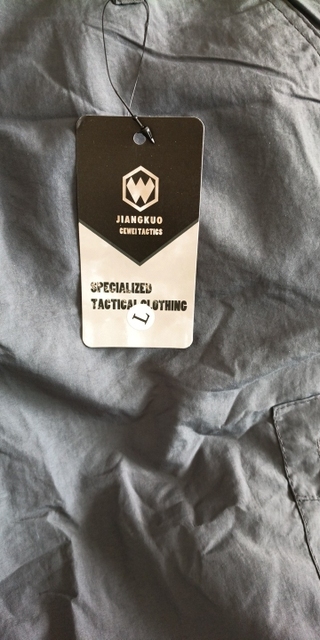 W
JIANGKUO
GEWEI TACTICS
SPECIALIZED
TACTICAL CLOTHING
L